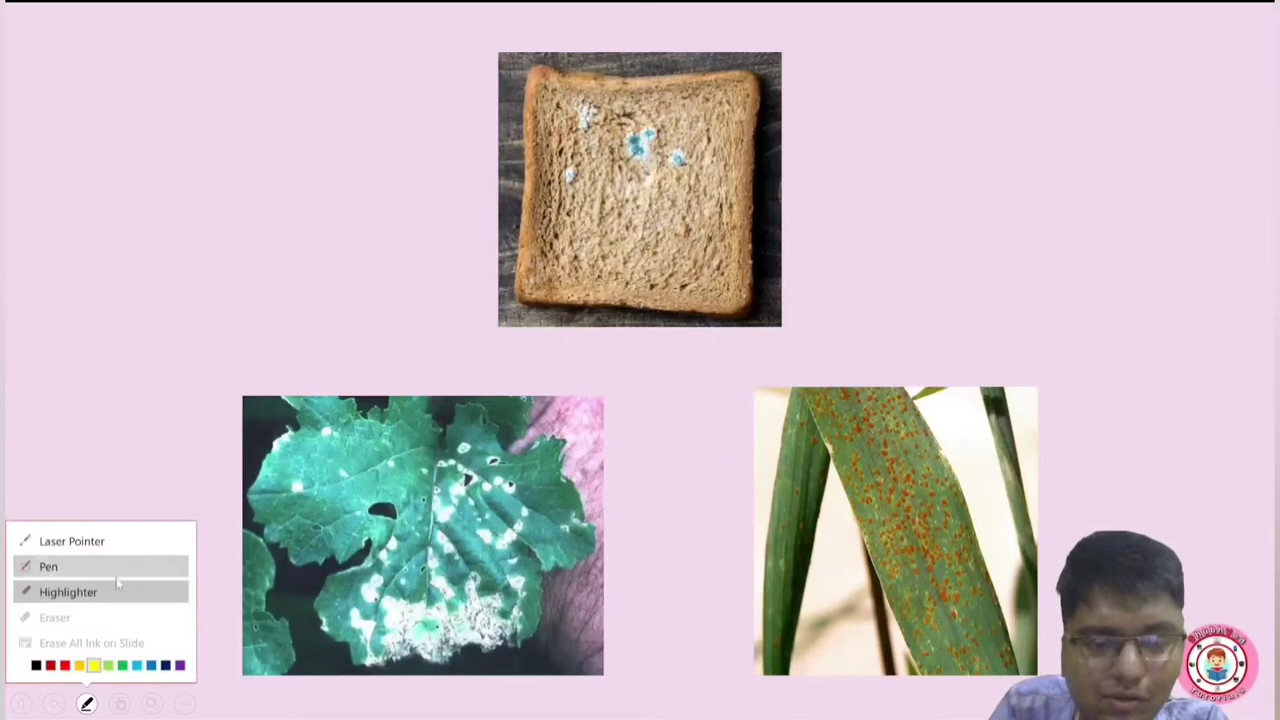 Laser Pointer
Pen
Highlighter
Eraser
Erase All Ink on Slide